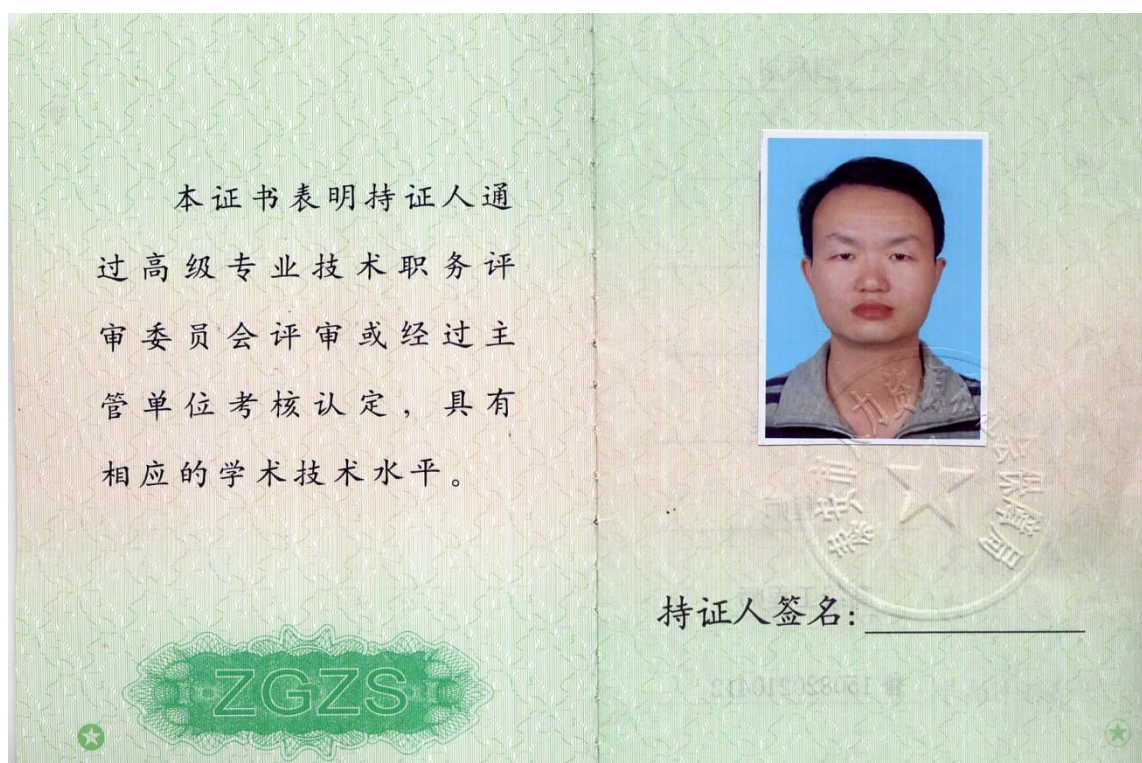 本证书表明持证人通
过高级专业技术职务评
审委员会评审或经过主
管单位考核认定，具有
相应的学术技术水平。
ZGZS
持证人签名：